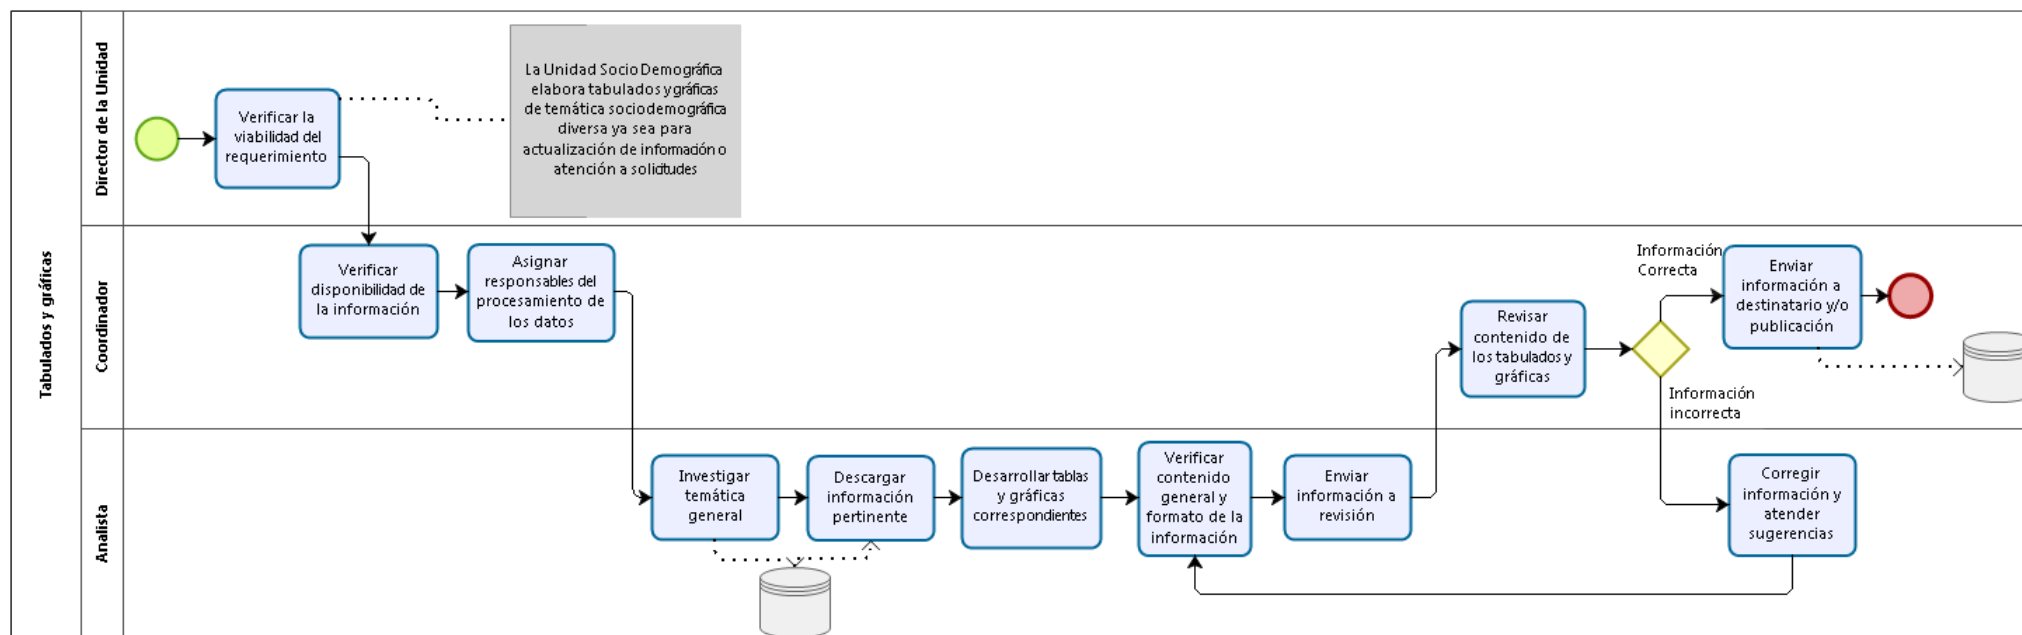 Tabulados y gráficas
Director de la Unidad
Verificar la
viabilidad del
requerimiento
La Unidad Socio Demográfica
elabora tabulados y gráficas
de temática sociodemográfica
diversa ya sea para
actualización de información o
atención a solicitudes
Coordinador
Verificar
disponibilidad de
la información
Asignar
responsables del
procesamiento de
los datos
Revisar
contenido de
los tabulados y
gráficas
Información
Correcta
Enviar
información a
destinatario y/o
publicación
Información
incorrecta
Analista
Investigar
temática
general
Descargar
información
pertinente
Desarrollar tablas
y gráficas
correspondientes
Verificar
contenido
general y
formato de la
información
Enviar
información a
revisión
Corregir
información y
atender
sugerencias